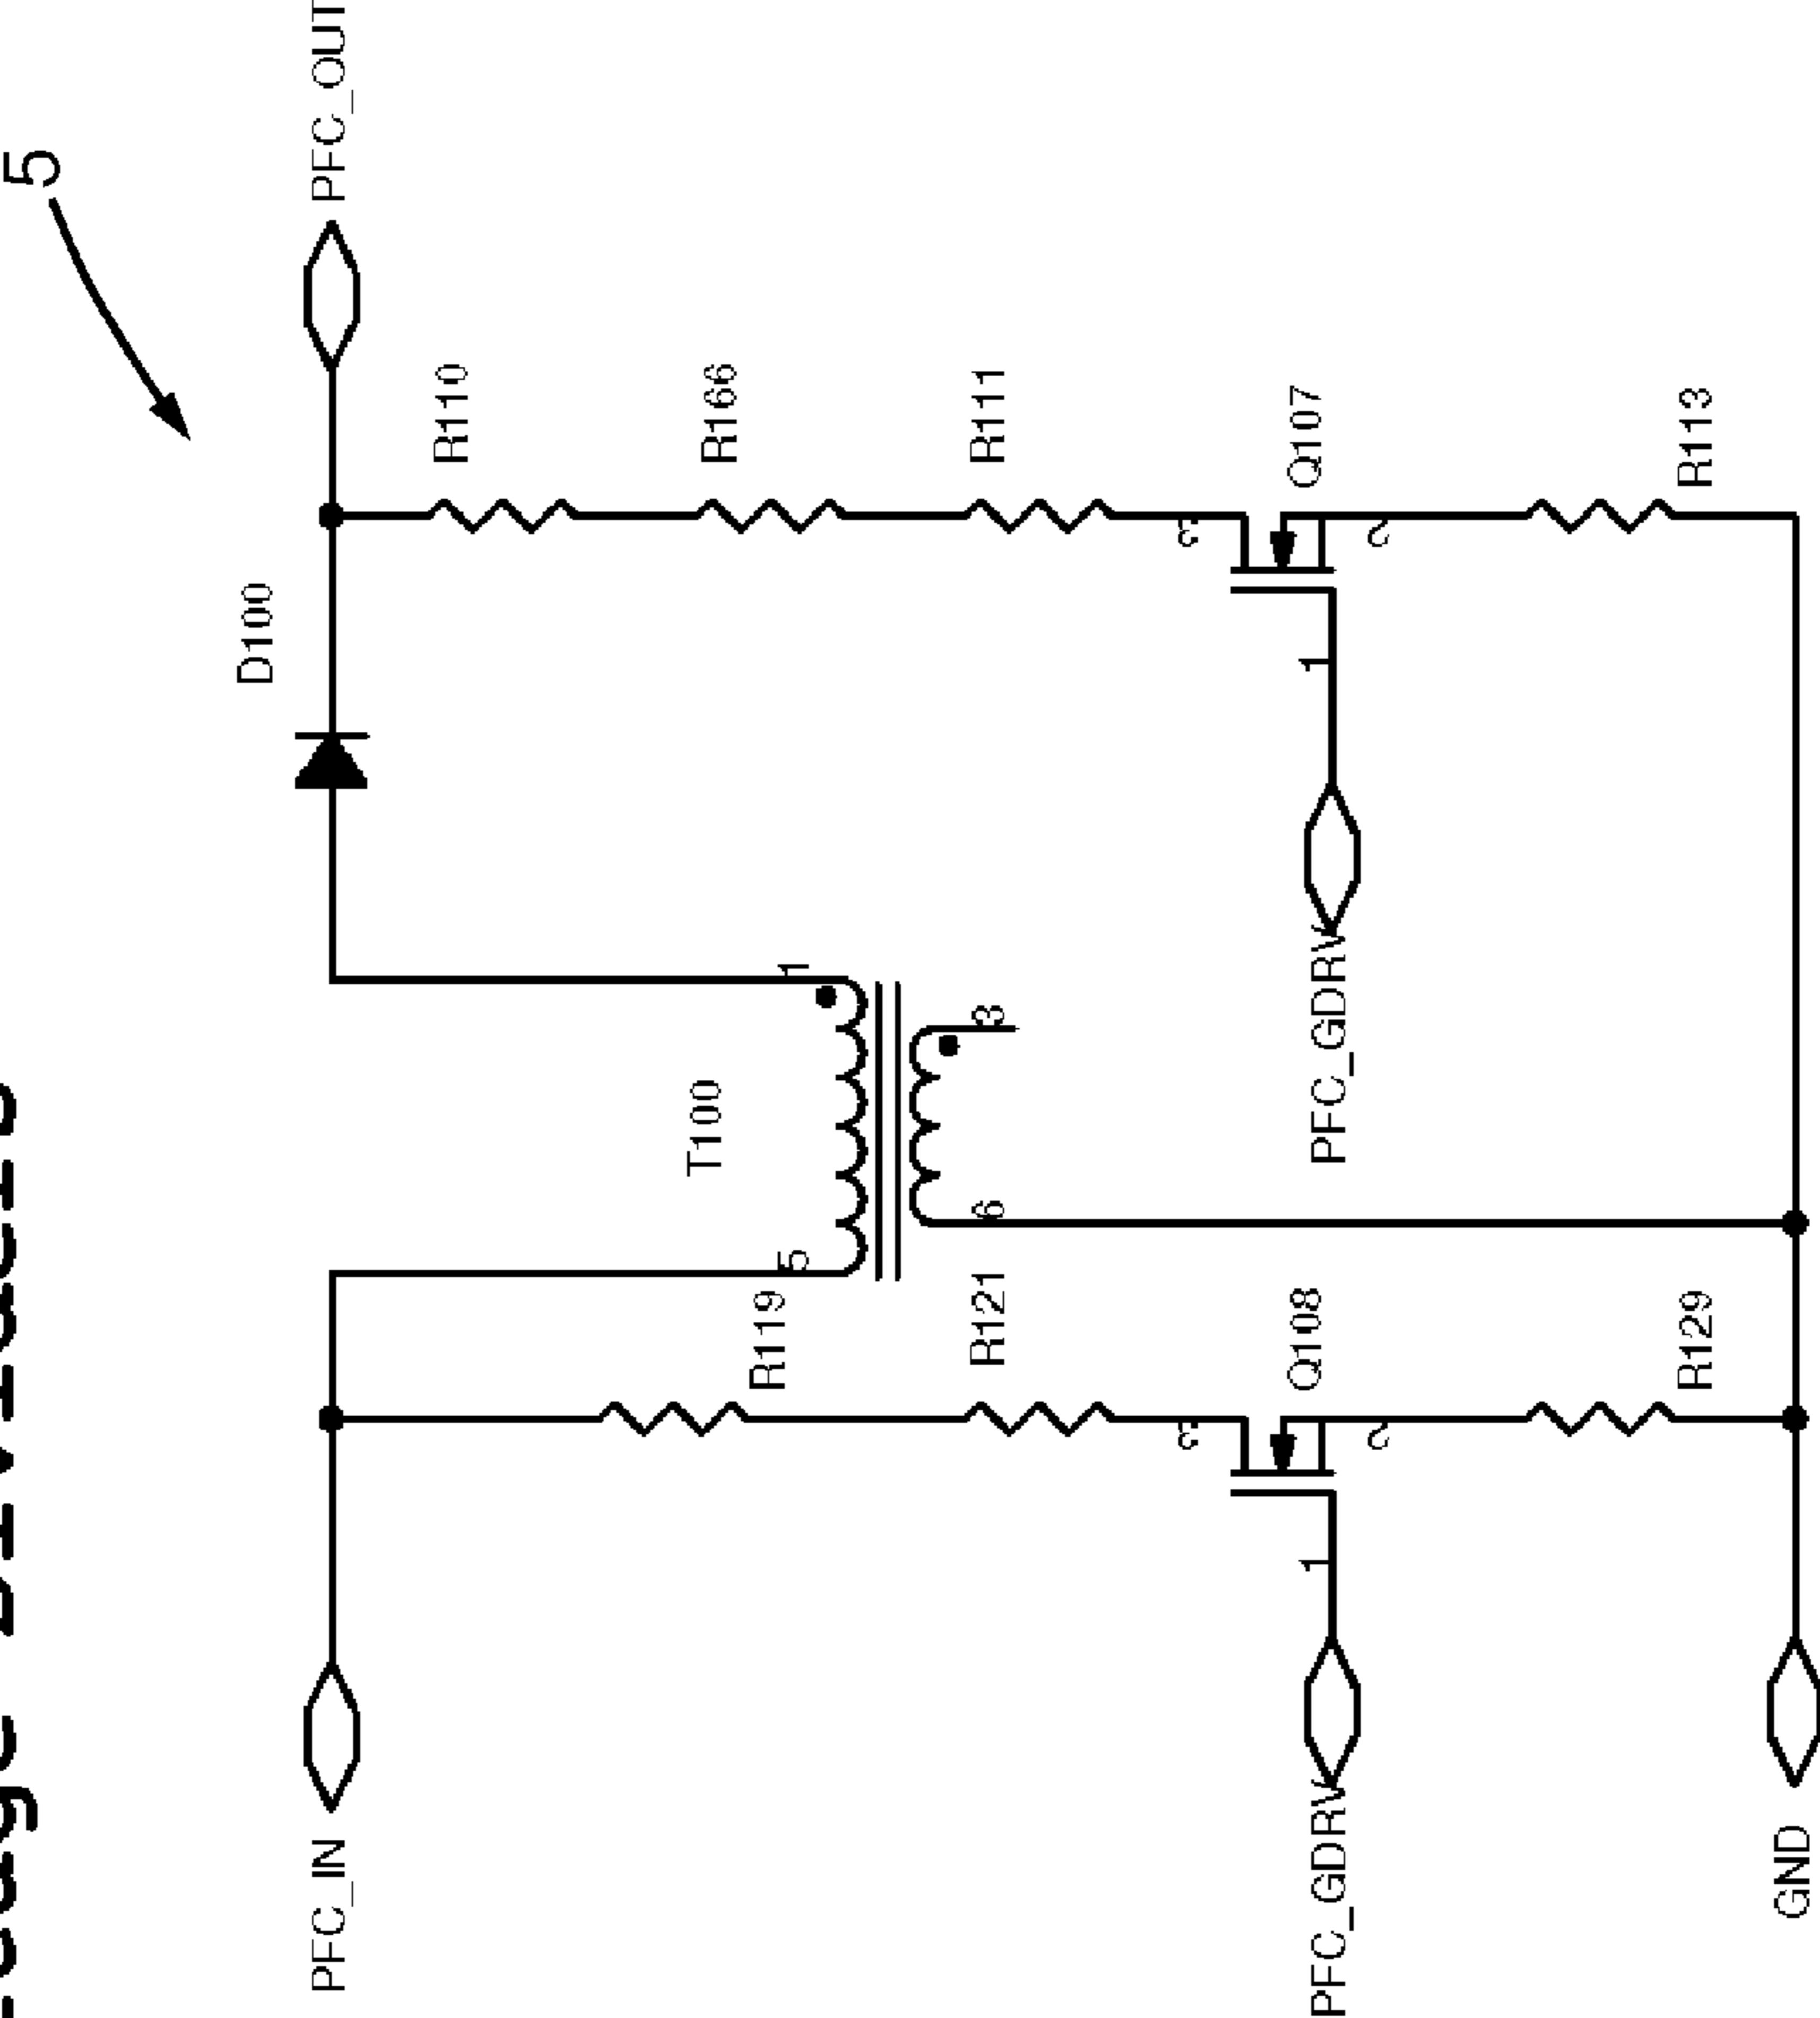 5
PFC_OUT
D100
R110
R166
R111
3
Q107
2
R113
1
PFC_GDRV
T100
1
5
3
6
R119
R121
3
Q108
2
R129
1
PFC_IN
PFC_GDRV
GND